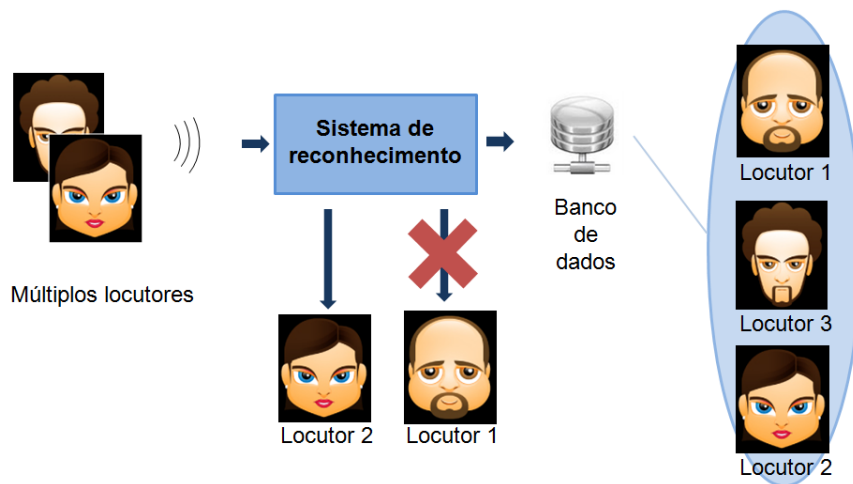 Múltiplos locutores
Sistema de
reconhecimento
Locutor 2
Locutor 1
Banco
de
dados
Locutor 1
Locutor 3
Locutor 2